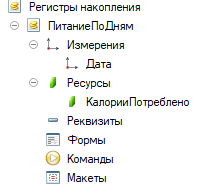 Регистры накопления
ПитаниеПоДням
Измерения
Дата
Ресурсы
КалорииПотреблено
Реквизиты
Формы
Команды
Макеты